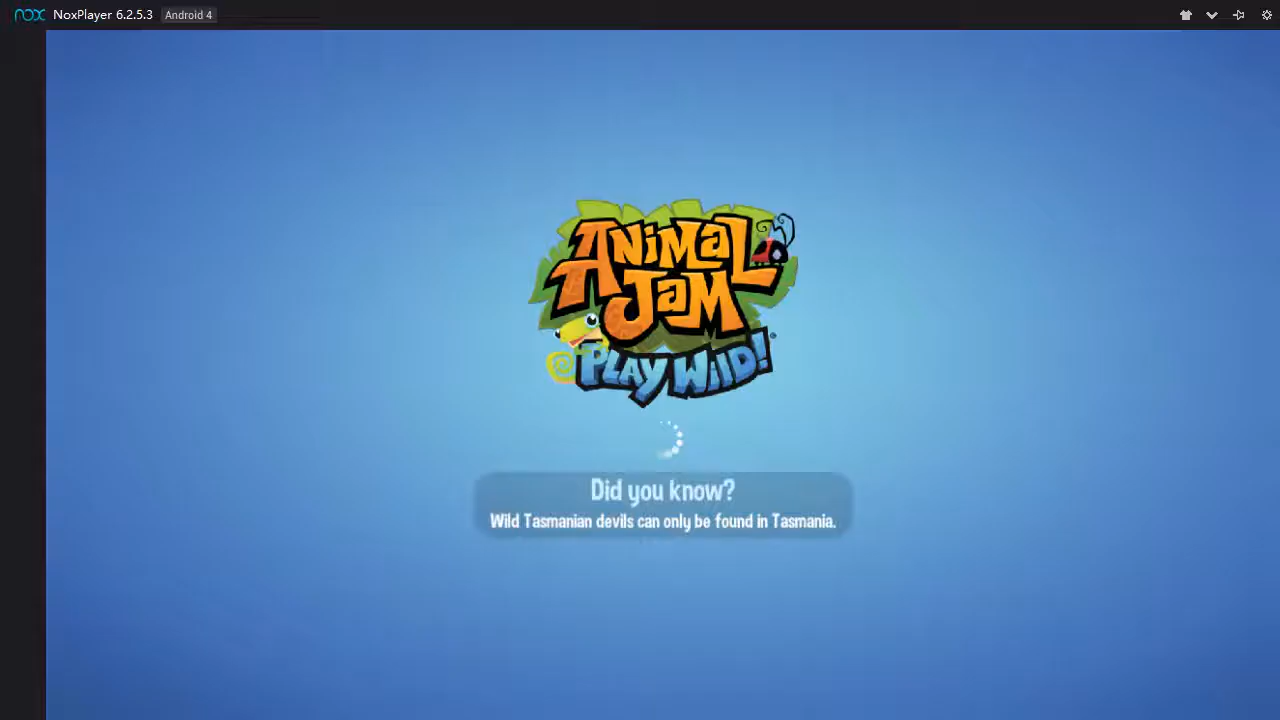 nox NoxPlayer 6.2.5.3 Android 4
ANIMAL
JAM
PLAY WILD!
Did you know?
Wild Tasmanian devils can only be found in Tasmania.